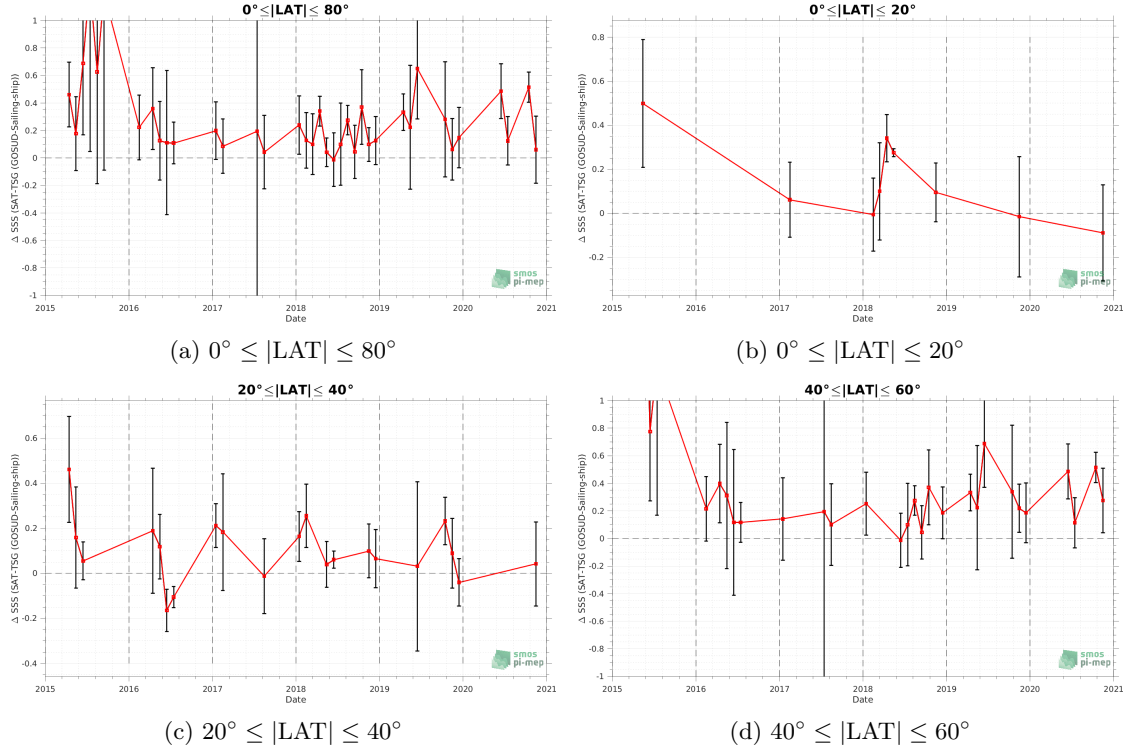 0°≤|LAT|≤ 80°
Δ SSS (SAT-TSG (GOSUD-Sailing-ship))
1
0.8
0.6
0.4
0.2
0
-0.2
-0.4
-0.6
-0.8
-1
2015 2016 2017 2018 2019 2020 2021
Date
smos
pi-mep
(a) 0° ≤ |LAT| ≤ 80°
0°≤|LAT|≤ 20°
Δ SSS (SAT-TSG (GOSUD-Sailing-ship))
0.8
0.6
0.4
0.2
0
-0.2
2015 2016 2017 2018 2019 2020 2021
Date
smos
pi-mep
(b) 0° ≤ |LAT| ≤ 20°
20°≤|LAT|≤ 40°
Δ SSS (SAT-TSG (GOSUD-Sailing-ship))
0.6
0.4
0.2
0
-0.2
-0.4
2015 2016 2017 2018 2019 2020 2021
Date
smos
pi-mep
(c) 20° ≤ |LAT| ≤ 40°
40°≤|LAT|≤ 60°
Δ SSS (SAT-TSG (GOSUD-Sailing-ship))
1
0.8
0.6
0.4
0.2
0
-0.2
-0.4
-0.6
-0.8
-1
2015 2016 2017 2018 2019 2020 2021
Date
smos
pi-mep
(d) 40° ≤ |LAT| ≤ 60°